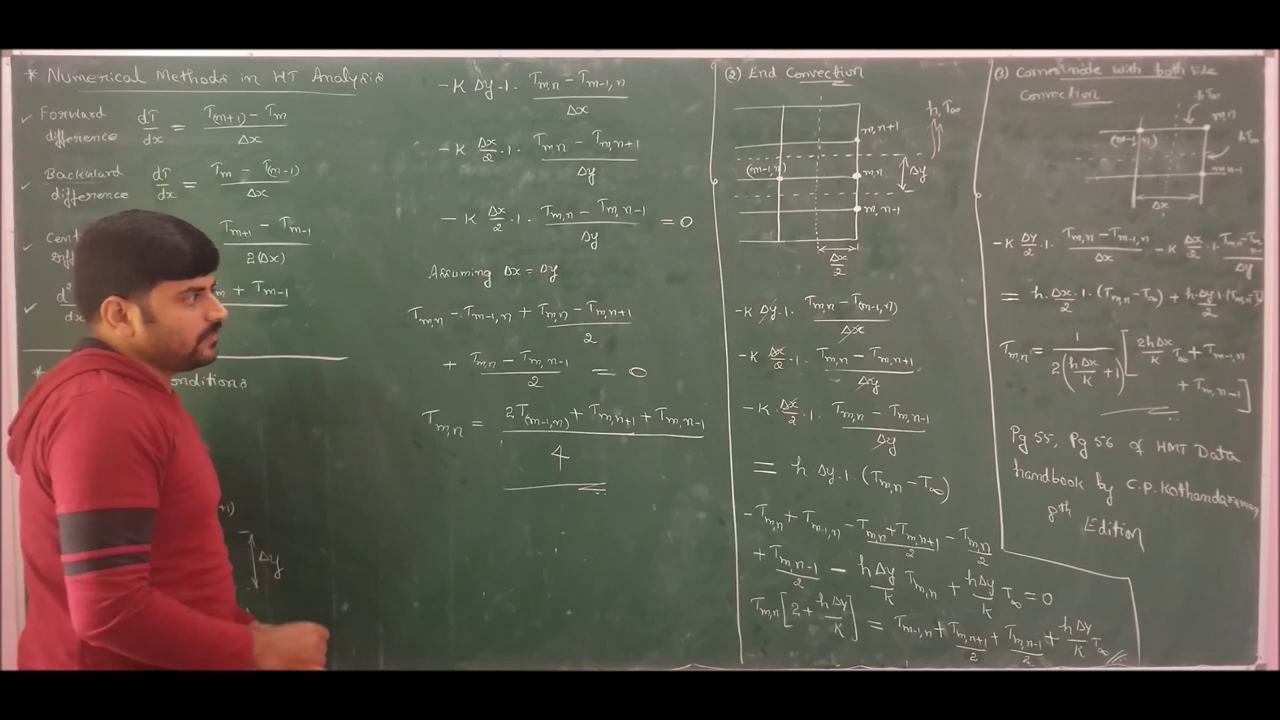 * Numerical Methods in HT Analysis
✓ Forward difference dT/dx = (T(m+1) - Tm)/Δx
✓ Backward difference dT/dx = (Tm - T(m-1))/Δx
✓ (Tm+1 - Tm-1)/2(Δx)
✓ d²/dx + Tm-1
*
onditions
+1)
Δy
-K Δy·1· (Tm,n - Tm-1,n)/Δx
-K Δx/2 ·1· (Tm,n - Tm,n+1)/Δy
-K Δx/2 ·1· (Tm,n - Tm,n-1)/Δy = 0
Assuming Δx = Δy
Tm,n - Tm-1,n + (Tm,n - Tm,n+1)/2
+ (Tm,n - Tm,n-1)/2 = 0
Tm,n = (2T(m-1,n) + Tm,n+1 + Tm,n-1)/4
(2) End Convection
h, T∞
m,n+1
(m-1,n)
m,n
Δy
m,n-1
Δx/2
-K Δy·1· (Tm,n - T(m-1,n))/Δx
-K Δx/2 ·1· (Tm,n - Tm,n+1)/Δy
-K· Δx/2 ·1· (Tm,n - Tm,n-1)/Δy
= h Δy·1·(Tm,n - T∞)
-Tm,n + Tm-1,n - (Tm,n + Tm,n+1)/2 - Tm,n/2
+ Tm,n-1/2 - hΔy/k Tm,n + hΔy/k T∞ = 0
Tm,n[2 + hΔy/k] = Tm-1,n + Tm,n+1/2 + Tm,n-1/2 + hΔy/k T∞
(3) Corner node with both side
Convection
h T∞
m,n
(m-1,n)
h T∞
m,n-1
Δx
-K Δy/2 ·1· (Tm,n - Tm-1,n)/Δx - K Δx/2 ·1· (Tm,n - Tm/Δy
= h·Δx/2·1·(Tm,n - T∞) + h·Δy/2·1·(Tm,n - T
Tm,n = 1/2(hΔx/k + 1) [2hΔx/k T∞ + Tm-1,n
+ Tm,n-1]
Pg 55, Pg 56 of HMT Data
handbook by C.P. Kothandaraman
8th Edition